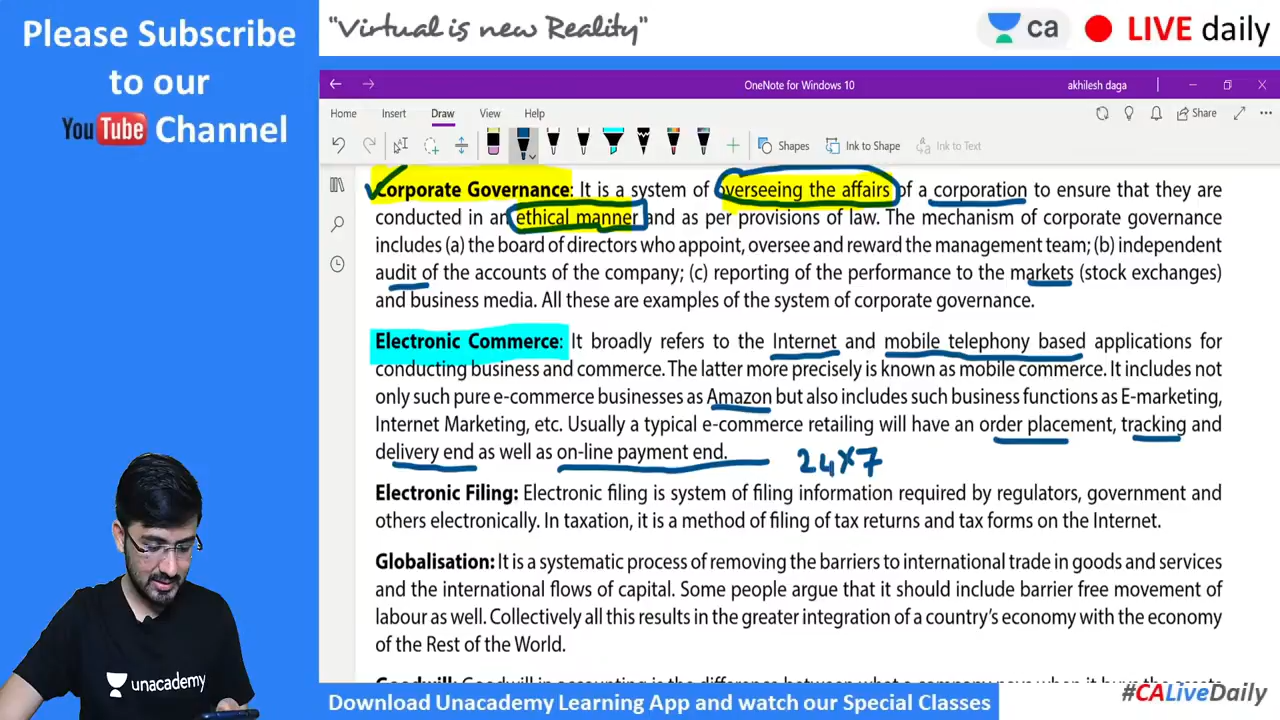 Please Subscribe
to our
YouTube Channel
"Virtual is new Reality"
ca
LIVE daily
OneNote for Windows 10
akhilesh daga
Home Insert Draw View Help
Share
Shapes
Ink to Shape
Ink to Text
Corporate Governance: It is a system of overseeing the affairs of a corporation to ensure that they are
conducted in an ethical manner and as per provisions of law. The mechanism of corporate governance
includes (a) the board of directors who appoint, oversee and reward the management team; (b) independent
audit of the accounts of the company; (c) reporting of the performance to the markets (stock exchanges)
and business media. All these are examples of the system of corporate governance.
Electronic Commerce: It broadly refers to the Internet and mobile telephony based applications for
conducting business and commerce. The latter more precisely is known as mobile commerce. It includes not
only such pure e-commerce businesses as Amazon but also includes such business functions as E-marketing,
Internet Marketing, etc. Usually a typical e-commerce retailing will have an order placement, tracking and
delivery end as well as on-line payment end.
24x7
Electronic Filing: Electronic filing is system of filing information required by regulators, government and
others electronically. In taxation, it is a method of filing of tax returns and tax forms on the Internet.
Globalisation: It is a systematic process of removing the barriers to international trade in goods and services
and the international flows of capital. Some people argue that it should include barrier free movement of
labour as well. Collectively all this results in the greater integration of a country's economy with the economy
of the Rest of the World.
unacademy
Download Unacademy Learning App and watch our Special Classes
#CALiveDaily